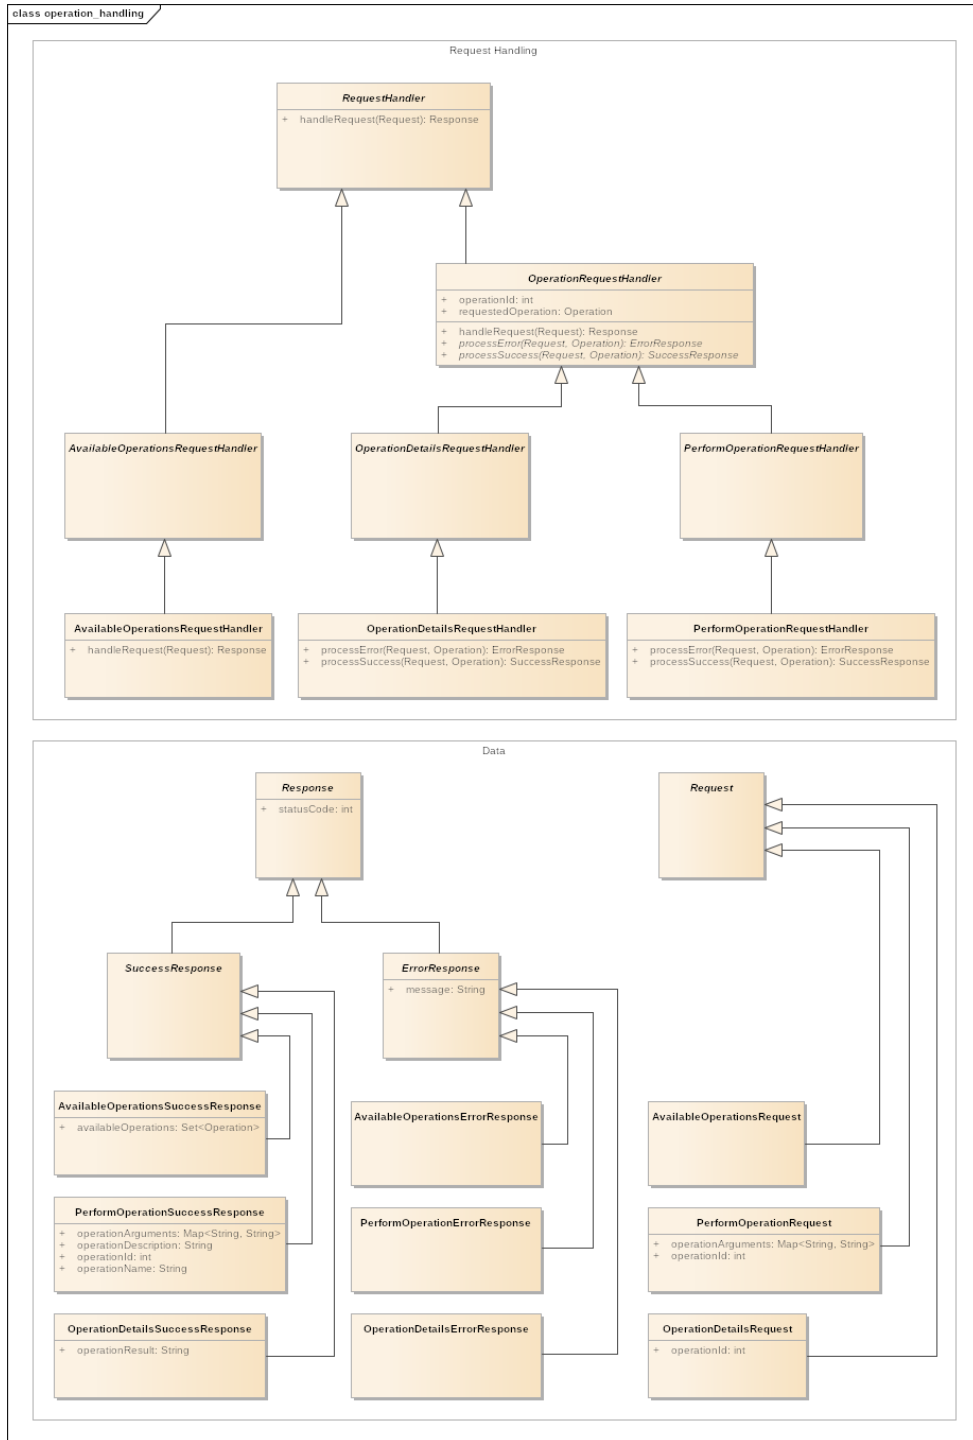 class operation_handling
Request Handling
RequestHandler
+ handleRequest(Request): Response
OperationRequestHandler
+ operationId: int
+ requestedOperation: Operation
+ handleRequest(Request): Response
+ processError(Request, Operation): ErrorResponse
+ processSuccess(Request, Operation): SuccessResponse
AvailableOperationsRequestHandler
OperationDetailsRequestHandler
PerformOperationRequestHandler
AvailableOperationsRequestHandler
+ handleRequest(Request): Response
OperationDetailsRequestHandler
+ processError(Request, Operation): ErrorResponse
+ processSuccess(Request, Operation): SuccessResponse
PerformOperationRequestHandler
+ processError(Request, Operation): ErrorResponse
+ processSuccess(Request, Operation): SuccessResponse
Data
Response
+ statusCode: int
Request
SuccessResponse
ErrorResponse
+ message: String
AvailableOperationsSuccessResponse
+ availableOperations: Set<Operation>
AvailableOperationsErrorResponse
AvailableOperationsRequest
PerformOperationSuccessResponse
+ operationArguments: Map<String, String>
+ operationDescription: String
+ operationId: int
+ operationName: String
PerformOperationErrorResponse
PerformOperationRequest
+ operationArguments: Map<String, String>
+ operationId: int
OperationDetailsSuccessResponse
+ operationResult: String
OperationDetailsErrorResponse
OperationDetailsRequest
+ operationId: int